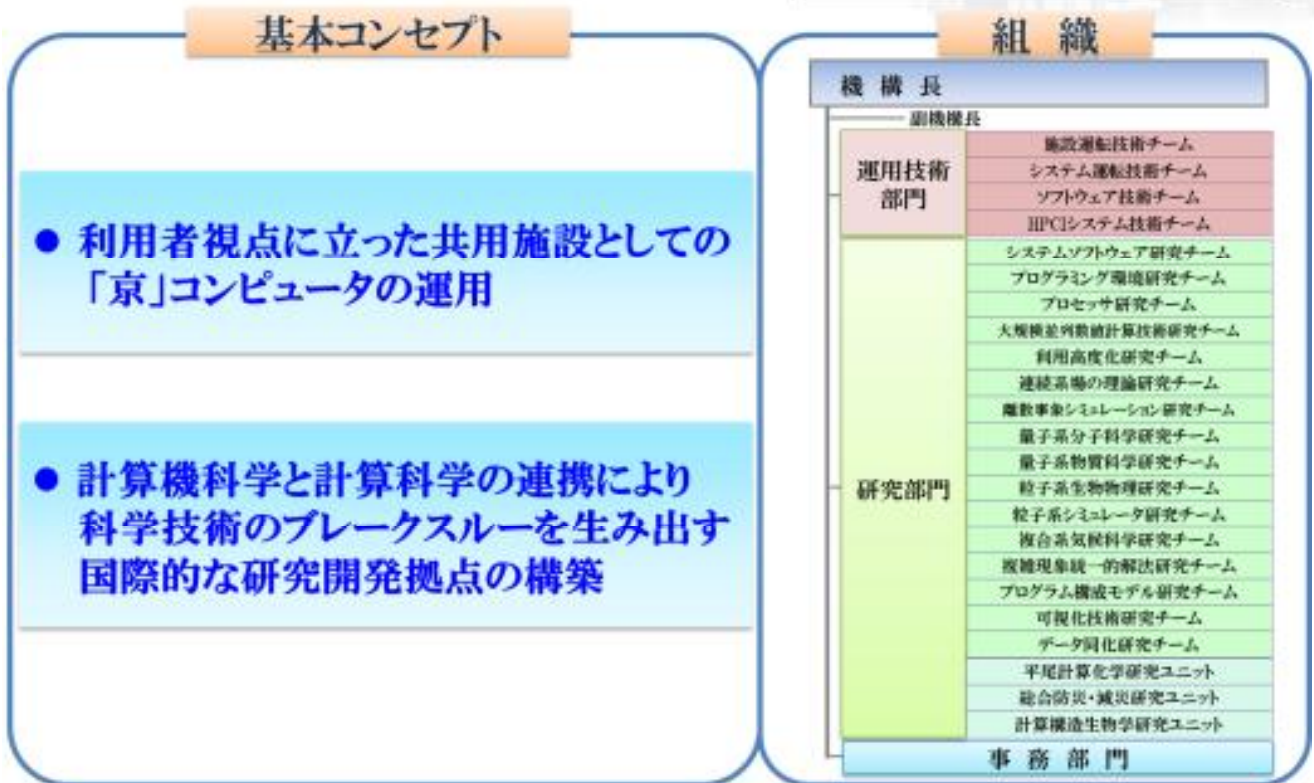 基本コンセプト
● 利用者視点に立った共用施設としての
「京」コンピュータの運用
● 計算機科学と計算科学の連携により
科学技術のブレークスルーを生み出す
国際的な研究開発拠点の構築
組 織
機 構 長
副機構長
運用技術
部門
施設運転技術チーム
システム運転技術チーム
ソフトウェア技術チーム
HPCIシステム技術チーム
研究部門
システムソフトウェア研究チーム
プログラミング環境研究チーム
プロセッサ研究チーム
大規模並列数値計算技術研究チーム
利用高度化研究チーム
連続系場の理論研究チーム
離散事象シミュレーション研究チーム
量子系分子科学研究チーム
量子系物質科学研究チーム
粒子系生物物理研究チーム
粒子系シミュレータ研究チーム
複合系気候科学研究チーム
複雑現象統一的解法研究チーム
プログラム構成モデル研究チーム
可視化技術研究チーム
データ同化研究チーム
平尾計算化学研究ユニット
総合防災・減災研究ユニット
計算構造生物学研究ユニット
事 務 部 門